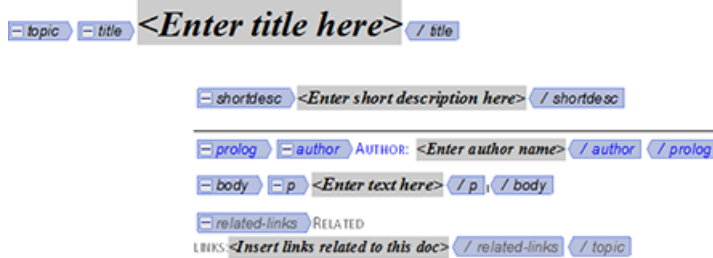 topic title <Enter title here> / title
shortdesc <Enter short description here> / shortdesc
prolog author AUTHOR: <Enter author name> / author / prolog
body p <Enter text here> / p / body
related-links RELATED
LINKS:<Insert links related to this doc> / related-links / topic